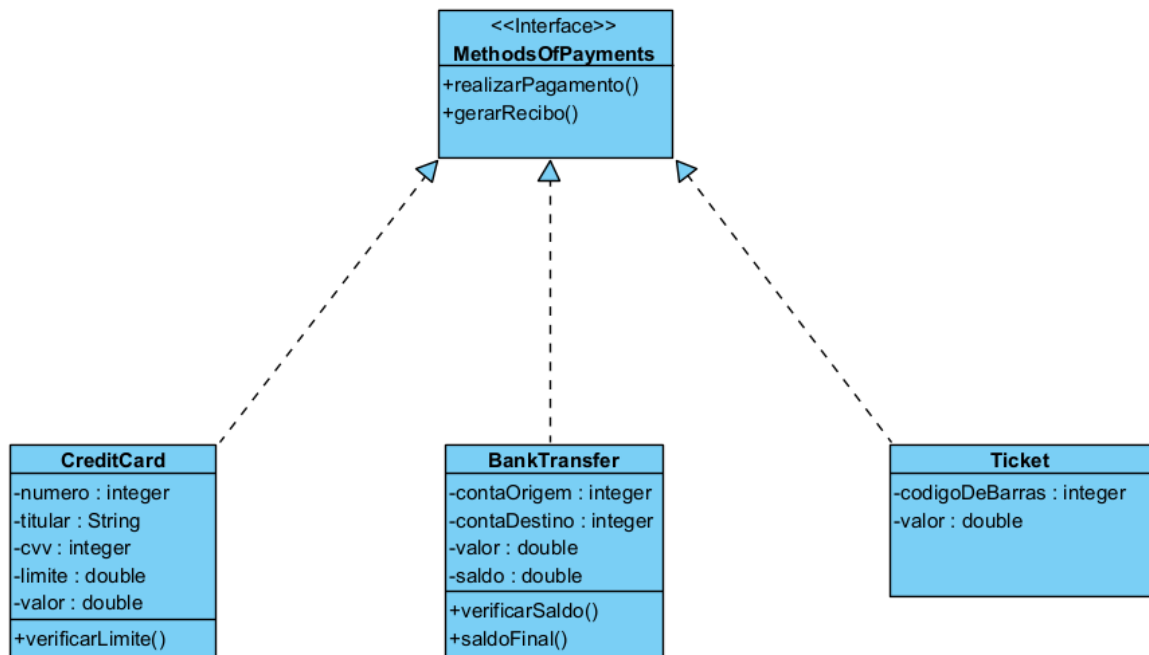 <<Interface>>
MethodsOfPayments
+realizarPagamento()
+gerarRecibo()
CreditCard
-numero : integer
-titular : String
-cvv : integer
-limite : double
-valor : double
+verificarLimite()
BankTransfer
-contaOrigem : integer
-contaDestino : integer
-valor : double
-saldo : double
+verificarSaldo()
+saldoFinal()
Ticket
-codigoDeBarras : integer
-valor : double